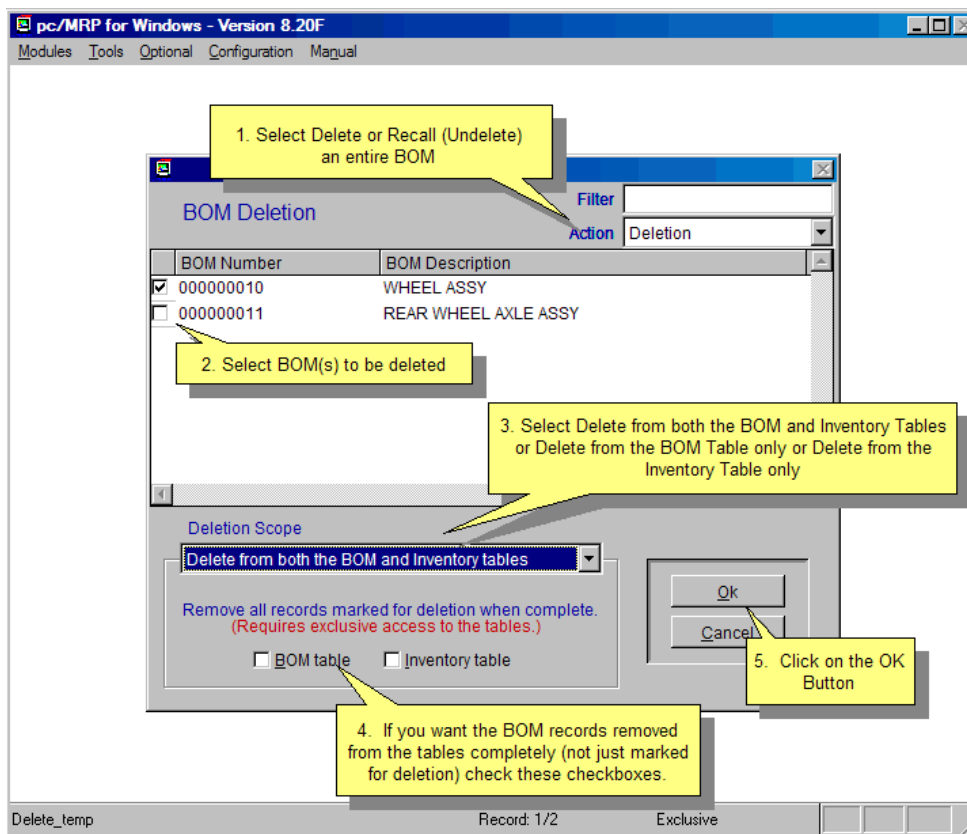 pc/MRP for Windows - Version 8.20F
Modules Tools Optional Configuration Manual
1. Select Delete or Recall (Undelete)
an entire BOM
BOM Deletion
Filter
Action Deletion
BOM Number BOM Description
000000010 WHEEL ASSY
000000011 REAR WHEEL AXLE ASSY
2. Select BOM(s) to be deleted
3. Select Delete from both the BOM and Inventory Tables
or Delete from the BOM Table only or Delete from the
Inventory Table only
Deletion Scope
Delete from both the BOM and Inventory tables
Remove all records marked for deletion when complete.
(Requires exclusive access to the tables.)
BOM table Inventory table
Ok
Cancel
5. Click on the OK
Button
4. If you want the BOM records removed
from the tables completely (not just marked
for deletion) check these checkboxes.
Delete_temp Record: 1/2 Exclusive